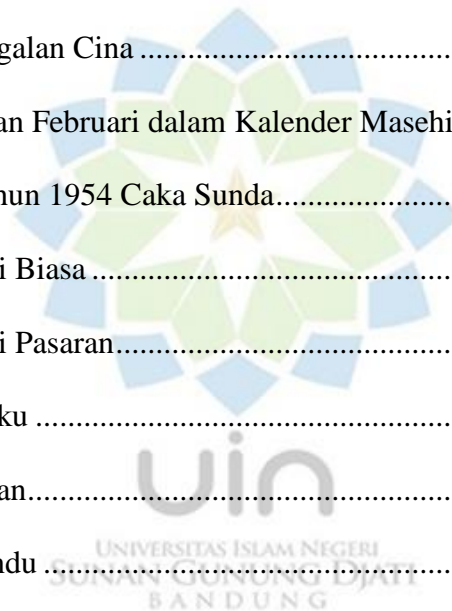 galan Cina ..........................................
an Februari dalam Kalender Masehi
hun 1954 Caka Sunda........................
i Biasa ................................................
i Pasaran.............................................
ku .......................................................
an........................................................
uin
UNIVERSITAS ISLAM NEGERI
ndu .....................................................
SUNAN GUNUNG DJATI
BANDUNG